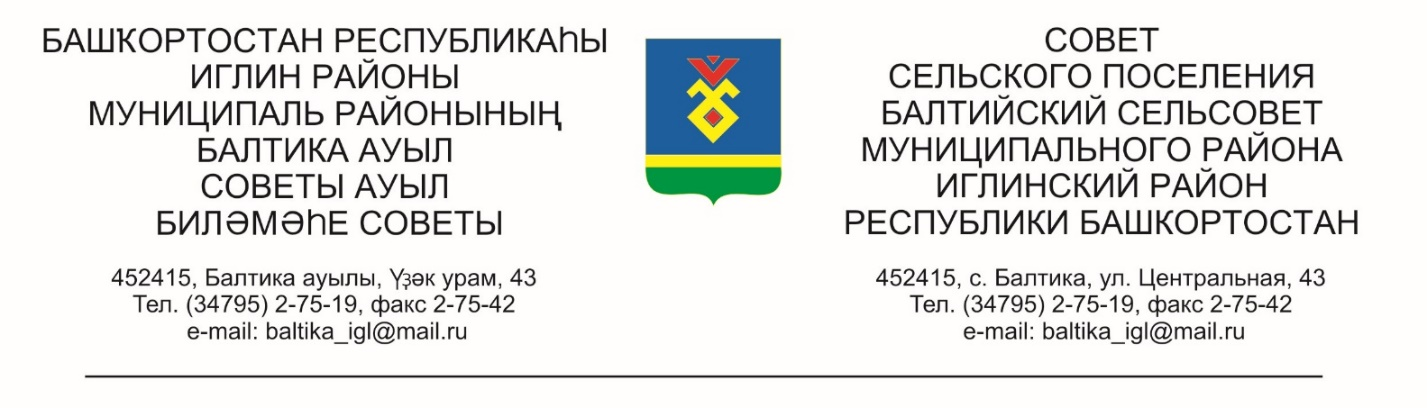 БАШҠОРТОСТАН РЕСПУБЛИКАҺЫ
ИГЛИН РАЙОНЫ
МУНИЦИПАЛЬ РАЙОНЫНЫҢ
БАЛТИКА АУЫЛ
СОВЕТЫ АУЫЛ
БИЛӘМӘҺЕ СОВЕТЫ
452415, Балтика ауылы, Үҙәк урам, 43
Тел. (34795) 2-75-19, факс 2-75-42
e-mail: baltika_igl@mail.ru
СОВЕТ
СЕЛЬСКОГО ПОСЕЛЕНИЯ
БАЛТИЙСКИЙ СЕЛЬСОВЕТ
МУНИЦИПАЛЬНОГО РАЙОНА
ИГЛИНСКИЙ РАЙОН
РЕСПУБЛИКИ БАШКОРТОСТАН
452415, с. Балтика, ул. Центральная, 43
Тел. (34795) 2-75-19, факс 2-75-42
e-mail: baltika_igl@mail.ru